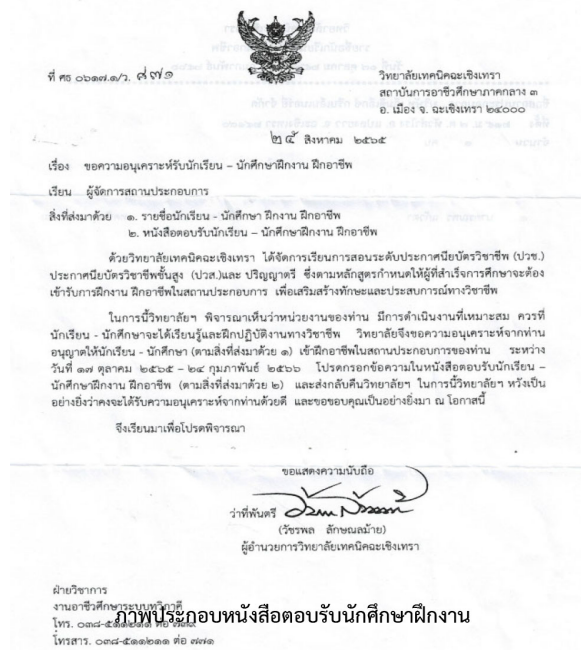 ที่ ศธ ๐๖๑๗.๑/ว. ๘๗๑
วิทยาลัยเทคนิคฉะเชิงเทรา
สถาบันการอาชีวศึกษาภาคกลาง ๓
อ. เมือง จ. ฉะเชิงเทรา ๒๔๐๐๐
๒๔ สิงหาคม ๒๕๖๕
เรื่อง ขอความอนุเคราะห์รับนักเรียน – นักศึกษาฝึกงาน ฝึกอาชีพ
เรียน ผู้จัดการสถานประกอบการ
สิ่งที่ส่งมาด้วย ๑. รายชื่อนักเรียน - นักศึกษา ฝึกงาน ฝึกอาชีพ
๒. หนังสือตอบรับนักเรียน – นักศึกษาฝึกงาน ฝึกอาชีพ
ด้วยวิทยาลัยเทคนิคฉะเชิงเทรา ได้จัดการเรียนการสอนระดับประกาศนียบัตรวิชาชีพ (ปวช.)
ประกาศนียบัตรวิชาชีพชั้นสูง (ปวส.)และ ปริญญาตรี ซึ่งตามหลักสูตรกำหนดให้ผู้ที่สำเร็จการศึกษาจะต้อง
เข้ารับการฝึกงาน ฝึกอาชีพในสถานประกอบการ เพื่อเสริมสร้างทักษะและประสบการณ์ทางวิชาชีพ
ในการนี้วิทยาลัยฯ พิจารณาเห็นว่าหน่วยงานของท่าน มีการดำเนินงานที่เหมาะสม ควรที่
นักเรียน - นักศึกษาจะได้เรียนรู้และฝึกปฏิบัติงานทางวิชาชีพ วิทยาลัยจึงขอความอนุเคราะห์จากท่าน
อนุญาตให้นักเรียน - นักศึกษา (ตามสิ่งที่ส่งมาด้วย ๑) เข้าฝึกอาชีพในสถานประกอบการของท่าน ระหว่าง
วันที่ ๑๗ ตุลาคม ๒๕๖๕ – ๒๔ กุมภาพันธ์ ๒๕๖๖ โปรดกรอกข้อความในหนังสือตอบรับนักเรียน –
นักศึกษาฝึกงาน ฝึกอาชีพ (ตามสิ่งที่ส่งมาด้วย ๒) และส่งกลับคืนวิทยาลัยฯ ในการนี้วิทยาลัยฯ หวังเป็น
อย่างยิ่งว่าคงจะได้รับความอนุเคราะห์จากท่านด้วยดี และขอขอบคุณเป็นอย่างยิ่งมา ณ โอกาสนี้
จึงเรียนมาเพื่อโปรดพิจารณา
ขอแสดงความนับถือ
ว่าที่พันตรี
(วัชรพล ลักษณลม้าย)
ผู้อำนวยการวิทยาลัยเทคนิคฉะเชิงเทรา
ฝ่ายวิชาการ
งานอาชีวศึกษาระบบทวิภาคี
ภาพประกอบหนังสือตอบรับนักศึกษาฝึกงาน
โทร. ๐๓๘-๕๑๑๒๑๑ ต่อ
โทรสาร. ๐๓๘-๕๑๑๒๑๑ ต่อ ๗๗๑